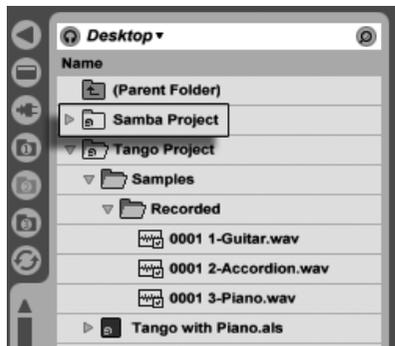 Desktop
Name
(Parent Folder)
Samba Project
Tango Project
Samples
Recorded
0001 1-Guitar.wav
0001 2-Accordion.wav
0001 3-Piano.wav
Tango with Piano.als